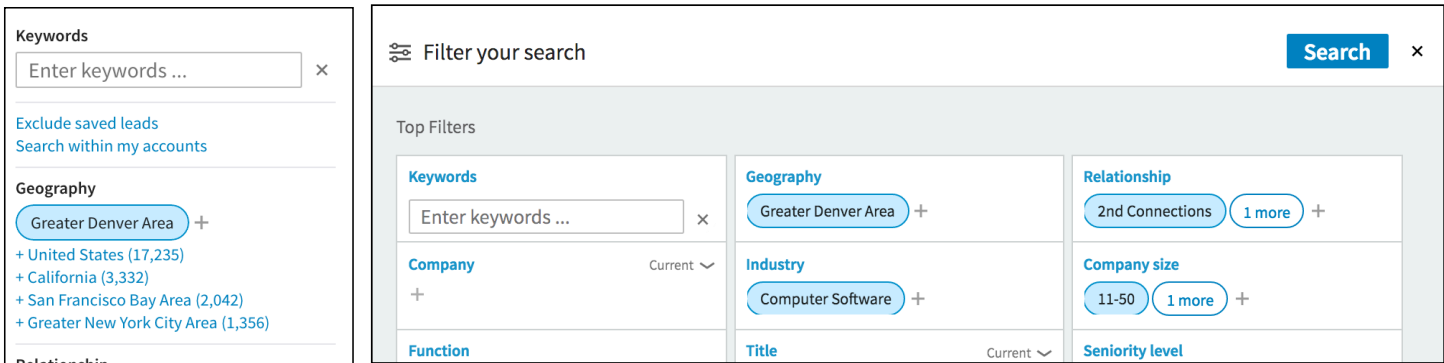 Keywords
Enter keywords ...
Exclude saved leads
Search within my accounts
Geography
Greater Denver Area
+ United States (17,235)
+ California (3,332)
+ San Francisco Bay Area (2,042)
+ Greater New York City Area (1,356)
Relationship
Filter your search
Search
Top Filters
Keywords
Enter keywords ...
Geography
Greater Denver Area
Relationship
2nd Connections 1 more
Company Current
Industry
Computer Software
Company size
11-50 1 more
Function
Title Current
Seniority level